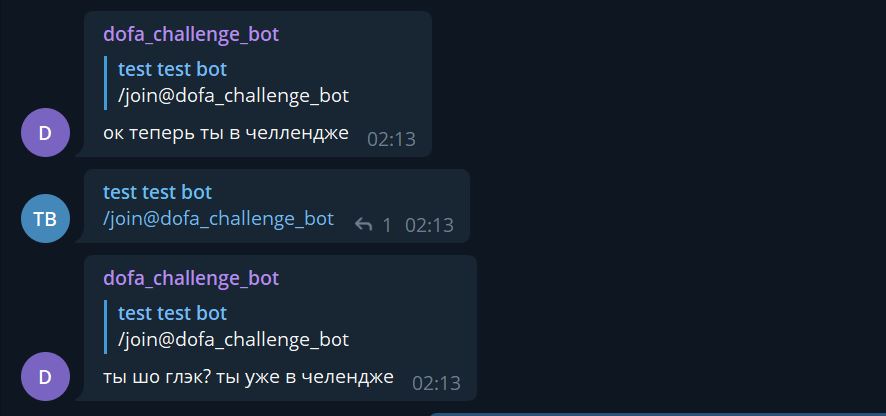 dofa_challenge_bot
test test bot
/join@dofa_challenge_bot
ок теперь ты в челлендже 02:13
D
test test bot
/join@dofa_challenge_bot 1 02:13
TB
dofa_challenge_bot
test test bot
/join@dofa_challenge_bot
ты шо глэк? ты уже в челендже 02:13
D